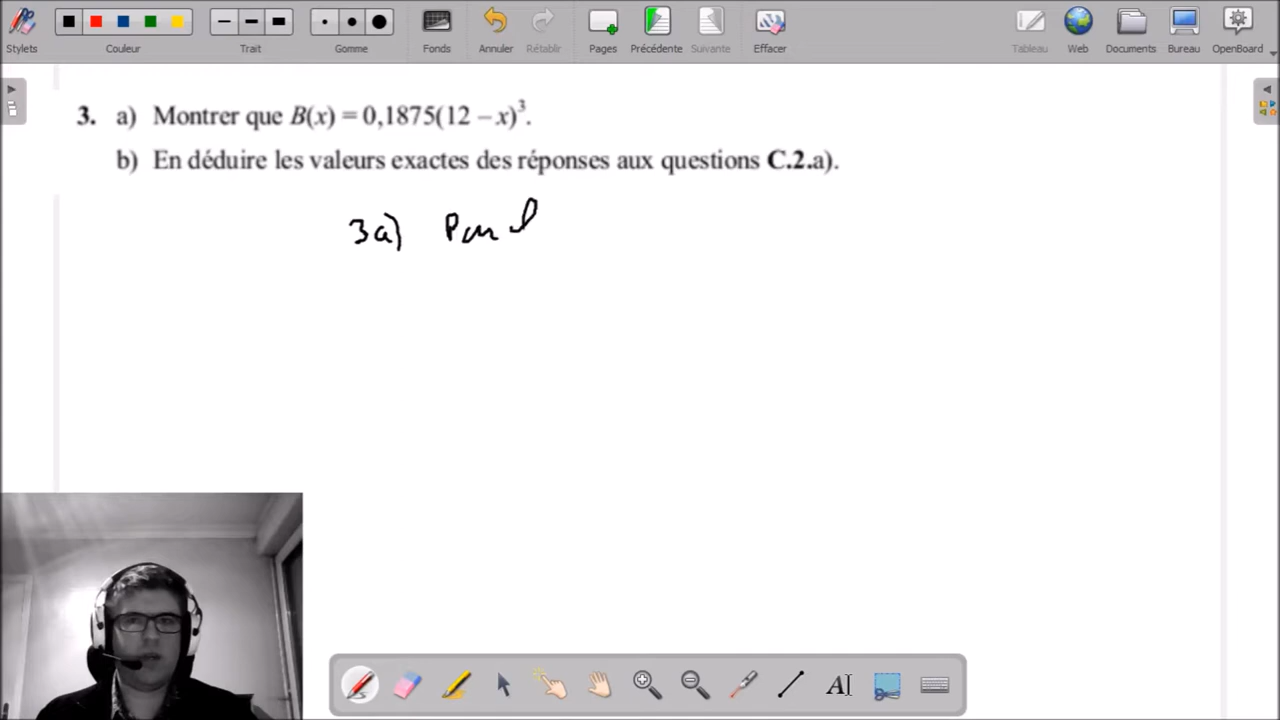 Stylets
Couleur
Trait
Gomme
Fonds
Annuler
Rétablir
Pages
Précédente
Suivante
Effacer
Tableau
Web
Documents
Bureau
OpenBoard
3. a) Montrer que B(x) = 0,1875(12 – x)³.
b) En déduire les valeurs exactes des réponses aux questions C.2.a).
3a)